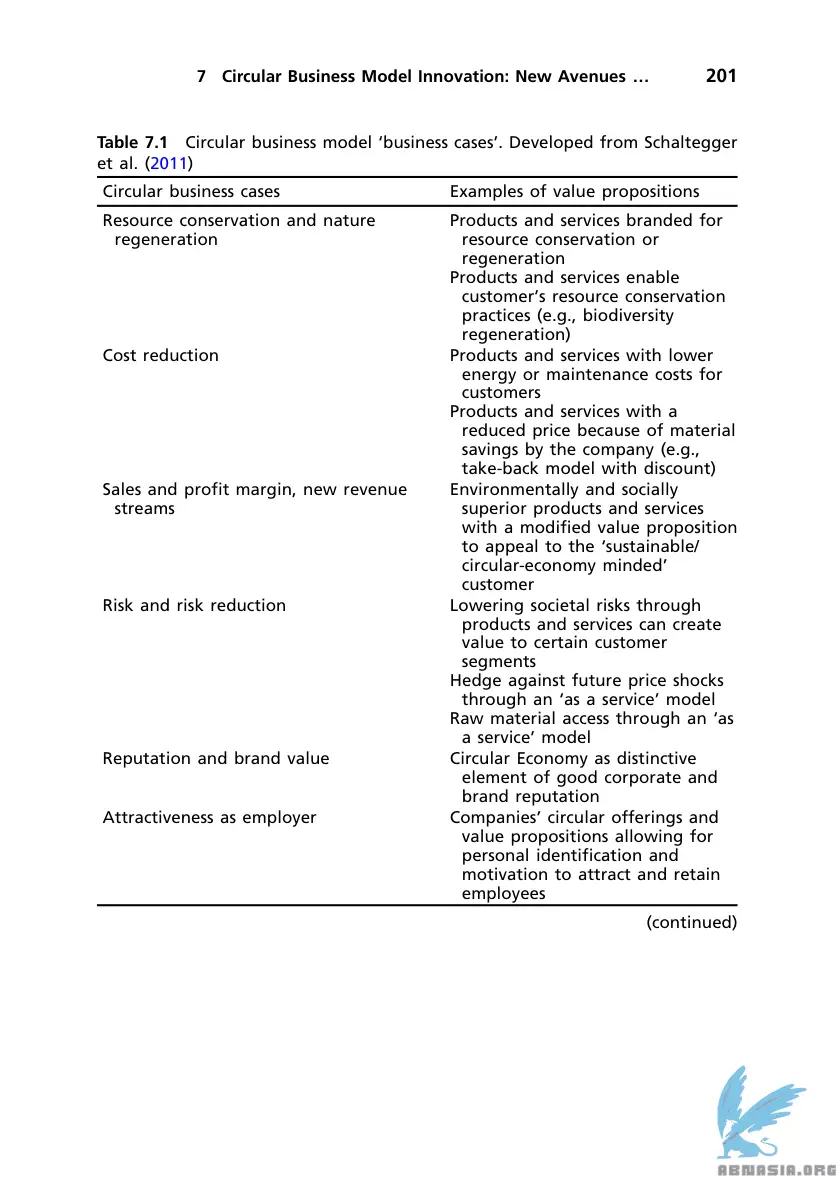 7 Circular Business Model Innovation: New Avenues … 201
Table 7.1 Circular business model ‘business cases’. Developed from Schaltegger
et al. (2011)
Circular business cases Examples of value propositions
Resource conservation and nature
regeneration
Products and services branded for
resource conservation or
regeneration
Products and services enable
customer’s resource conservation
practices (e.g., biodiversity
regeneration)
Cost reduction
Products and services with lower
energy or maintenance costs for
customers
Products and services with a
reduced price because of material
savings by the company (e.g.,
take-back model with discount)
Sales and profit margin, new revenue
streams
Environmentally and socially
superior products and services
with a modified value proposition
to appeal to the ‘sustainable/
circular-economy minded’
customer
Risk and risk reduction
Lowering societal risks through
products and services can create
value to certain customer
segments
Hedge against future price shocks
through an ‘as a service’ model
Raw material access through an ‘as
a service’ model
Reputation and brand value
Circular Economy as distinctive
element of good corporate and
brand reputation
Attractiveness as employer
Companies’ circular offerings and
value propositions allowing for
personal identification and
motivation to attract and retain
employees
(continued)
ABNASIA.ORG